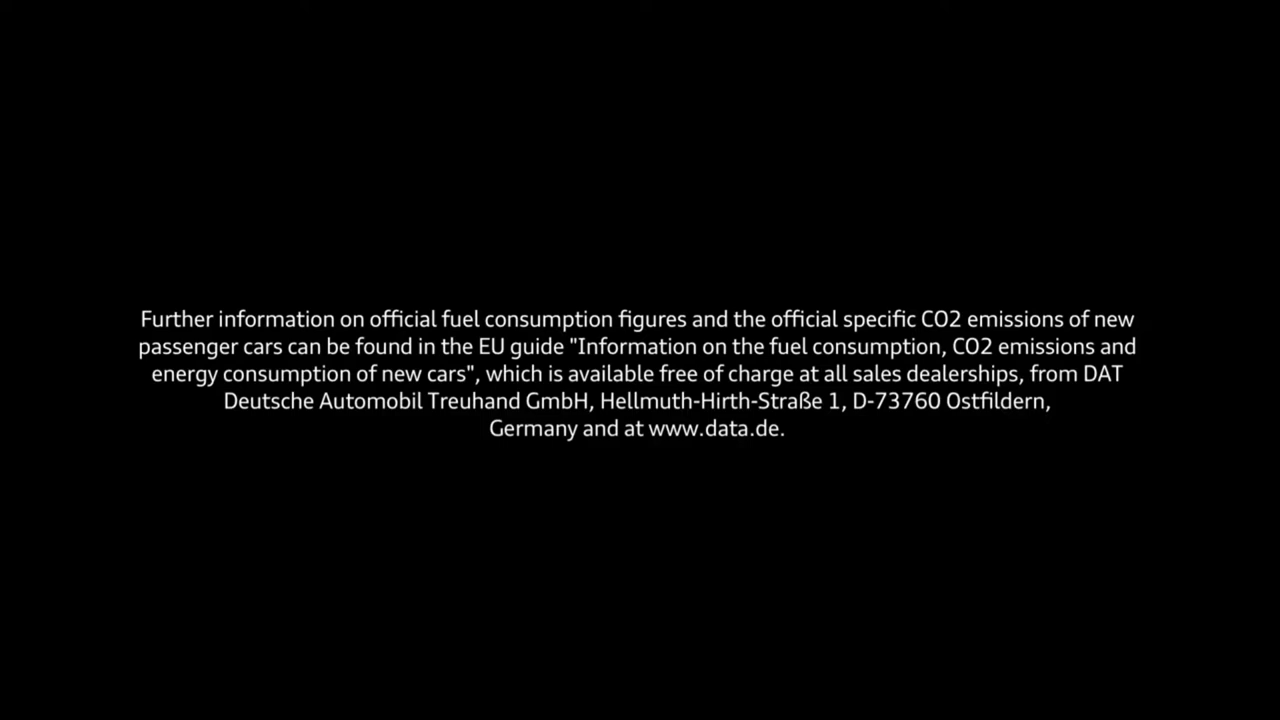 Further information on official fuel consumption figures and the official specific CO2 emissions of new
passenger cars can be found in the EU guide "Information on the fuel consumption, CO2 emissions and
energy consumption of new cars", which is available free of charge at all sales dealerships, from DAT
Deutsche Automobil Treuhand GmbH, Hellmuth-Hirth-Straße 1, D-73760 Ostfildern,
Germany and at www.data.de.